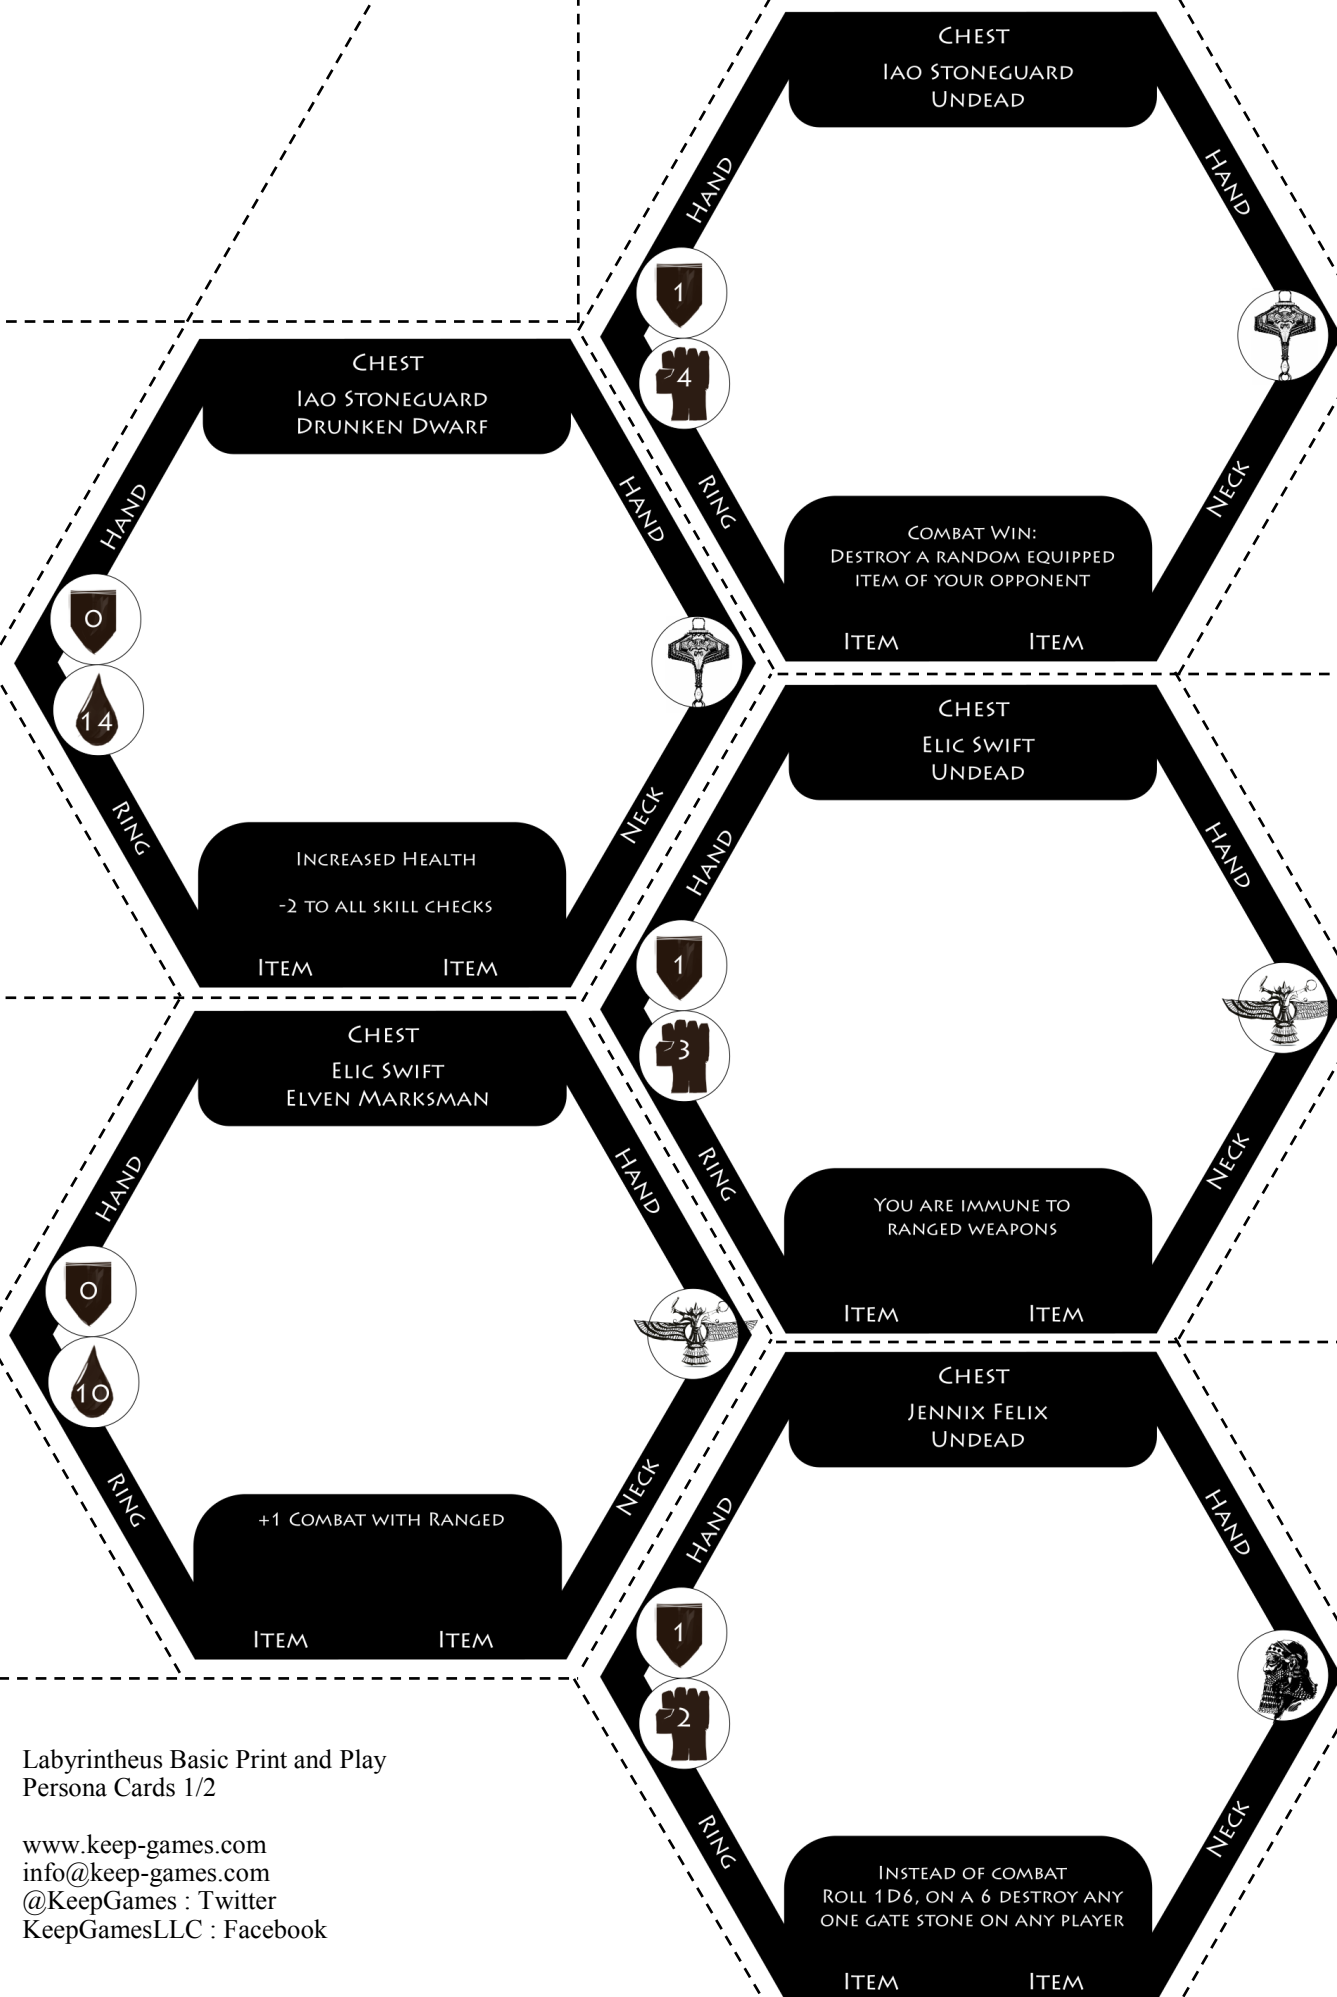 Chest
Iao Stoneguard
Undead
Hand
Hand
1
4
Ring
Neck
Combat Win:
Destroy a random equipped
item of your opponent
Item
Item
Chest
Iao Stoneguard
Drunken Dwarf
Hand
Hand
0
14
Ring
Neck
Increased Health
-2 to all skill checks
Item
Item
Chest
Elic Swift
Undead
Hand
Hand
1
3
Ring
Neck
You are immune to
ranged weapons
Item
Item
Chest
Elic Swift
Elven Marksman
Hand
Hand
0
10
Ring
Neck
+1 Combat with Ranged
Item
Item
Chest
Jennix Felix
Undead
Hand
Hand
1
2
Ring
Neck
Instead of combat
Roll 1D6, on a 6 destroy any
one gate stone on any player
Item
Item
Labyrintheus Basic Print and Play
Persona Cards 1/2
www.keep-games.com
info@keep-games.com
@KeepGames : Twitter
KeepGamesLLC : Facebook